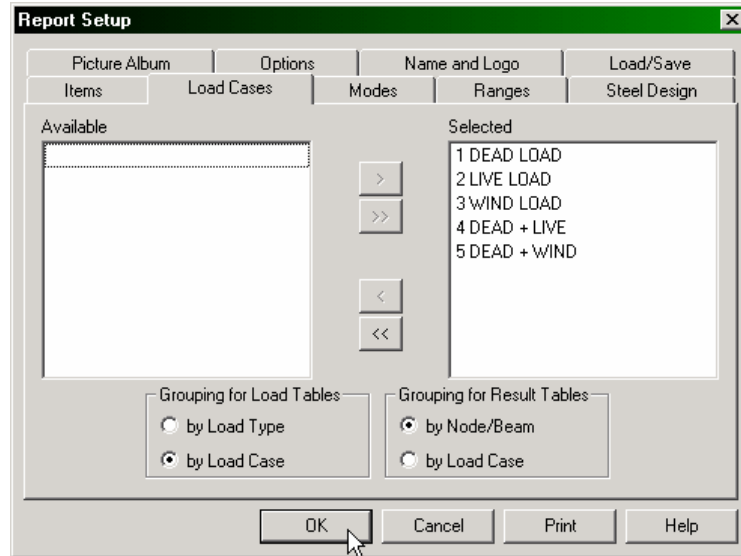 Report Setup
Picture Album Options Name and Logo Load/Save
Items Load Cases Modes Ranges Steel Design
Available Selected
1 DEAD LOAD
2 LIVE LOAD
3 WIND LOAD
4 DEAD + LIVE
5 DEAD + WIND
>
>>
<
<<
Grouping for Load Tables Grouping for Result Tables
by Load Type by Node/Beam
by Load Case by Load Case
OK Cancel Print Help